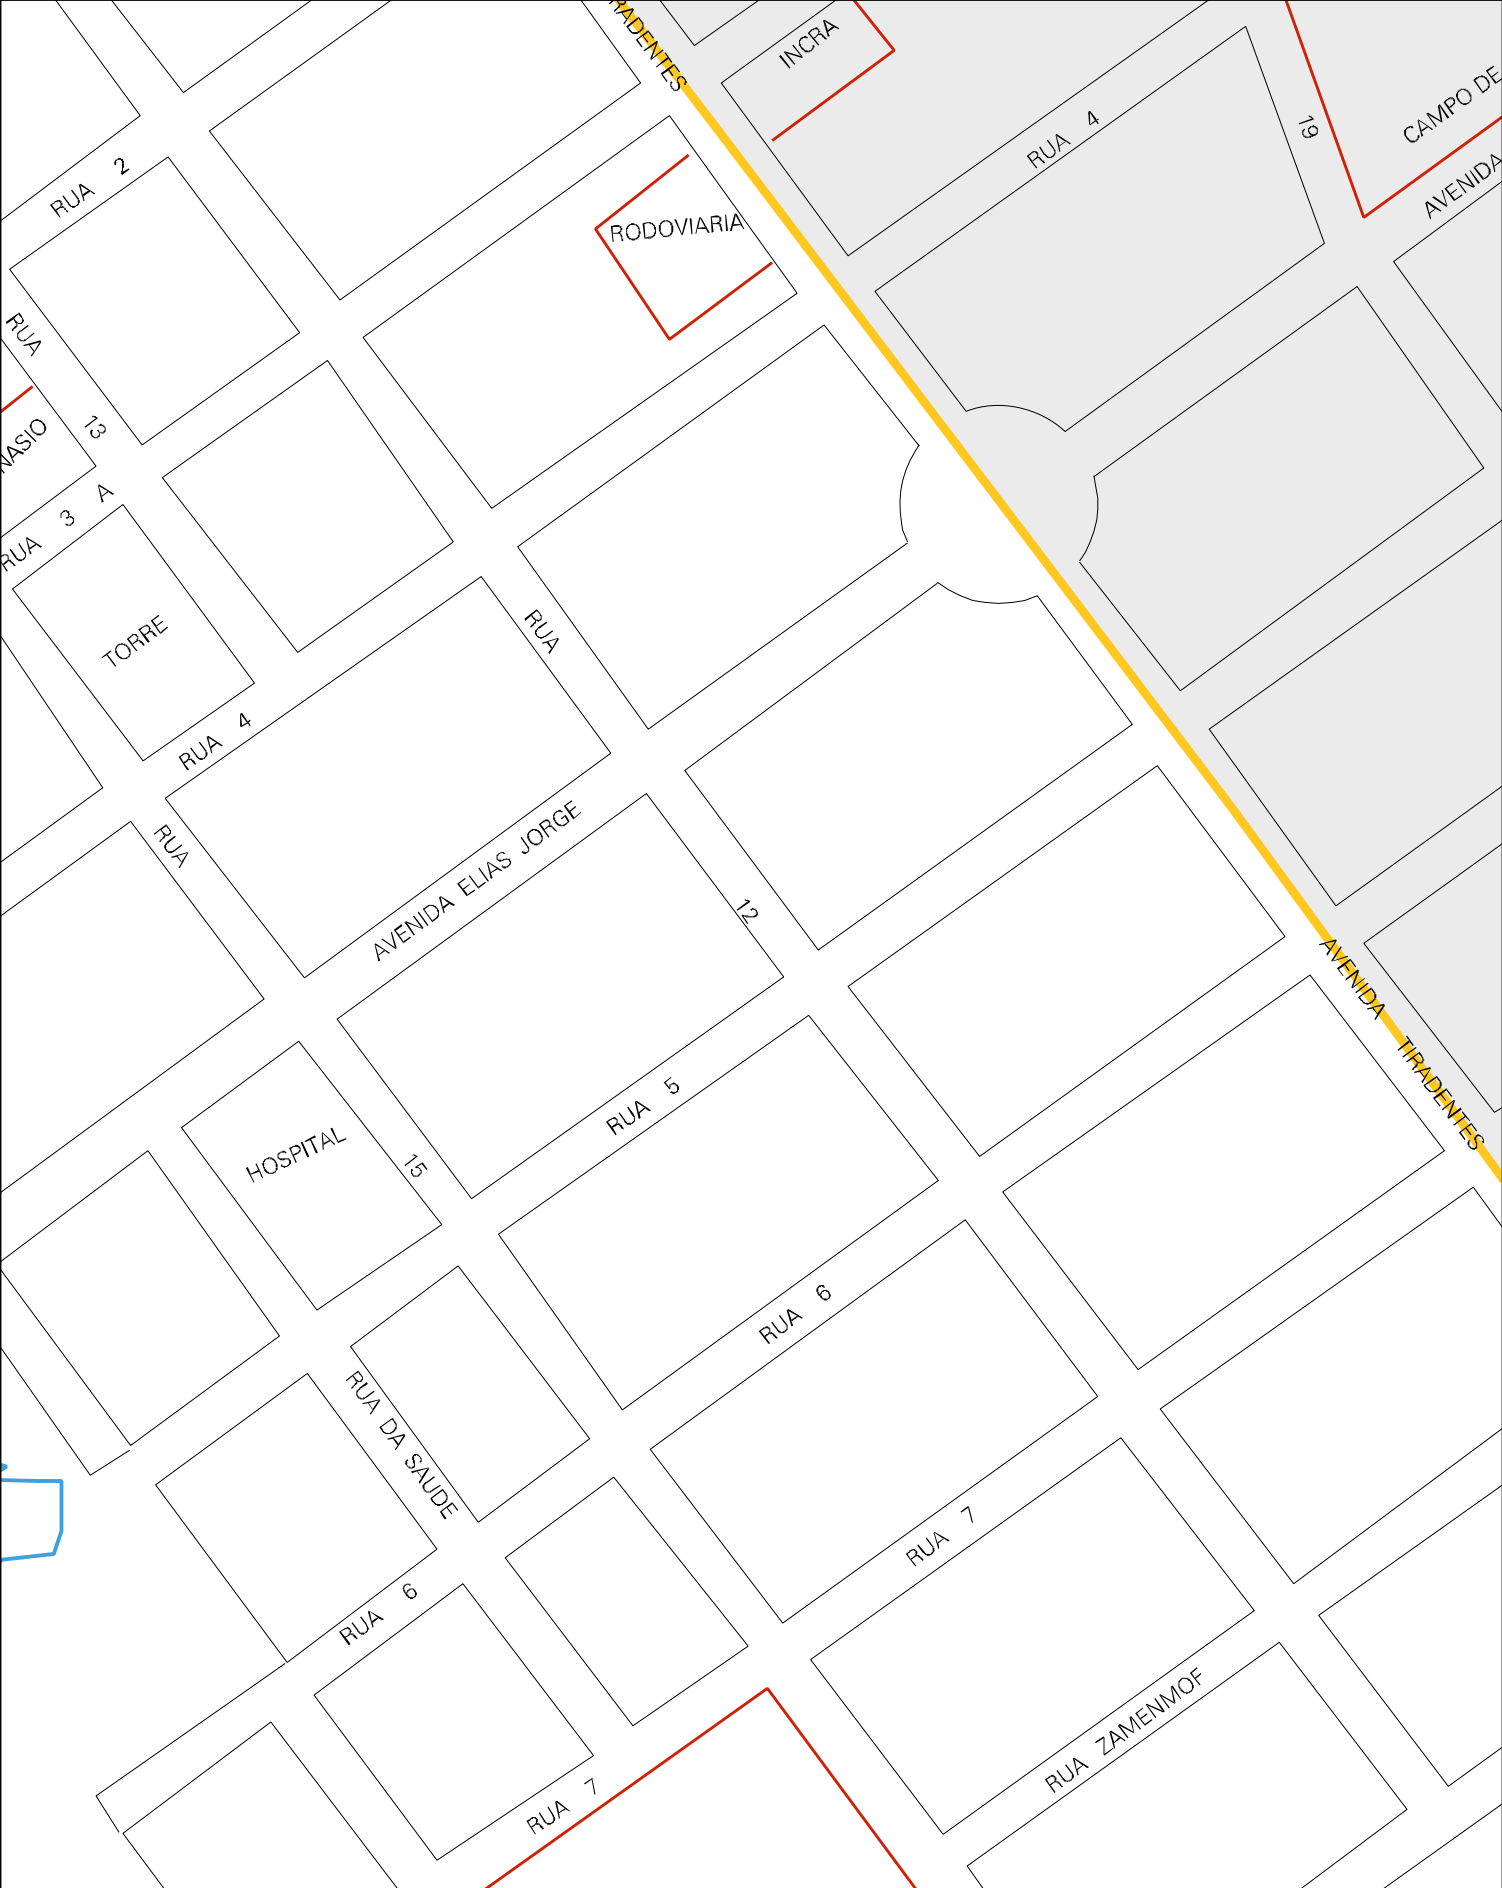 TIRADENTES
INCRA
CAMPO DE
RUA 4
19
AVENIDA
RUA 2
RODOVIARIA
RUA 13
NASIO
RUA 3 A
TORRE
RUA 12
RUA 4
AVENIDA ELIAS JORGE
RUA 15
AVENIDA TIRADENTES
RUA 5
HOSPITAL
RUA 6
RUA DA SAUDE
RUA 7
RUA 6
RUA ZAMENMOF
RUA 7